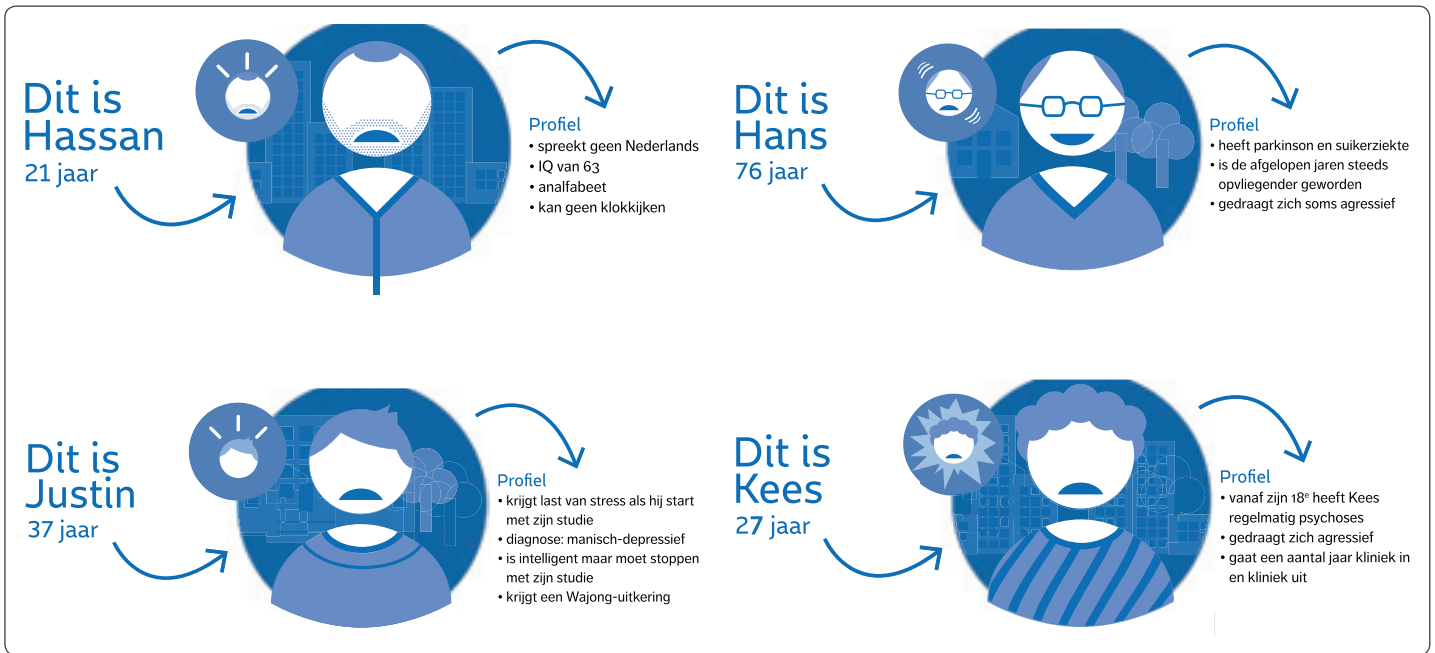 Dit is
Hassan
21 jaar
Profiel
• spreekt geen Nederlands
• IQ van 63
• analfabeet
• kan geen klokkijken
Dit is
Hans
76 jaar
Profiel
• heeft parkinson en suikerziekte
• is de afgelopen jaren steeds
opvliegender geworden
• gedraagt zich soms agressief
Dit is
Justin
37 jaar
Profiel
• krijgt last van stress als hij start
met zijn studie
• diagnose: manisch-depressief
• is intelligent maar moet stoppen
met zijn studie
• krijgt een Wajong-uitkering
Dit is
Kees
27 jaar
Profiel
• vanaf zijn 18e heeft Kees
regelmatig psychoses
• gedraagt zich agressief
• gaat een aantal jaar kliniek in
en kliniek uit